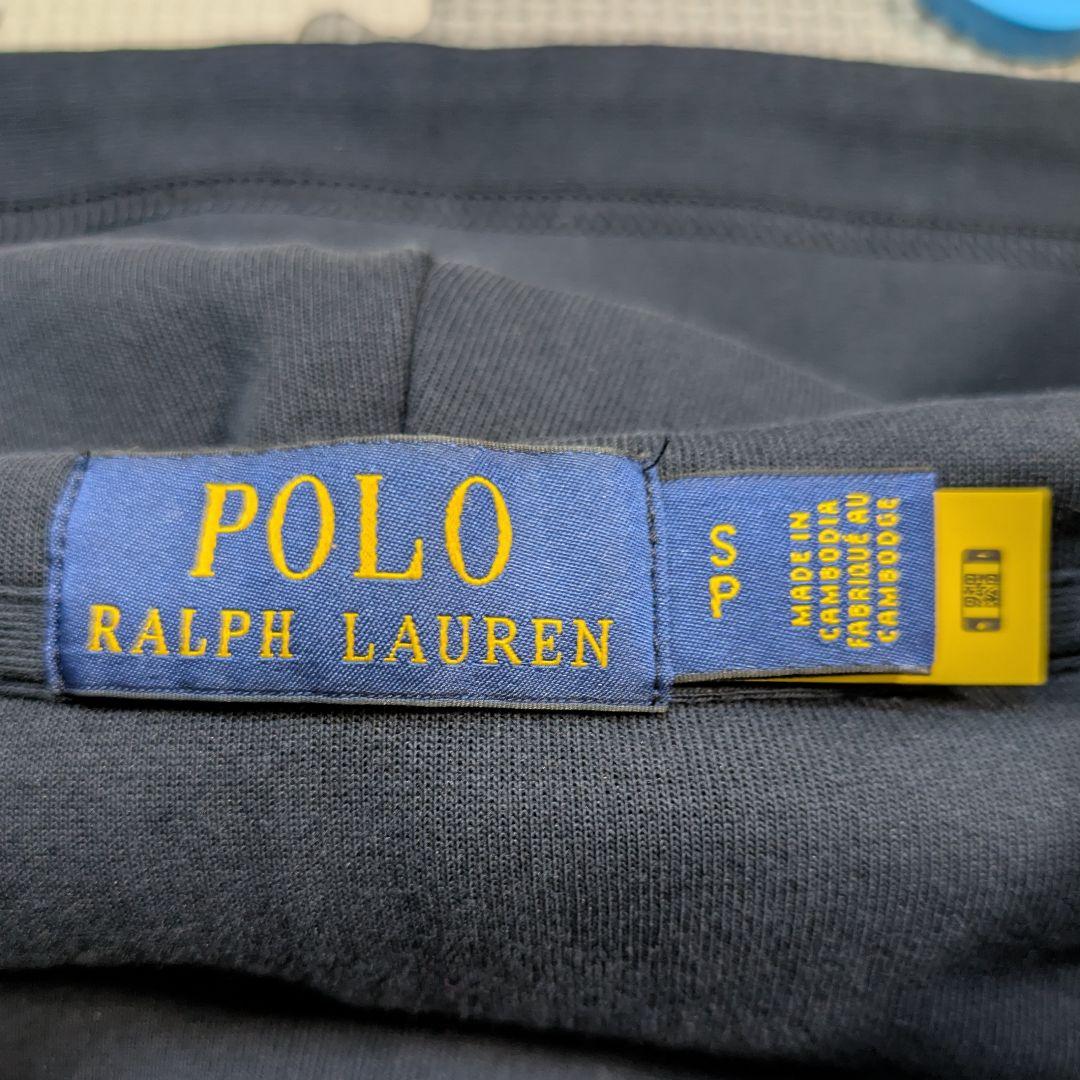 POLO
RALPH LAUREN
S
P
MADE IN
CAMBODIA
FABRIQUÉ AU
CAMBODGE